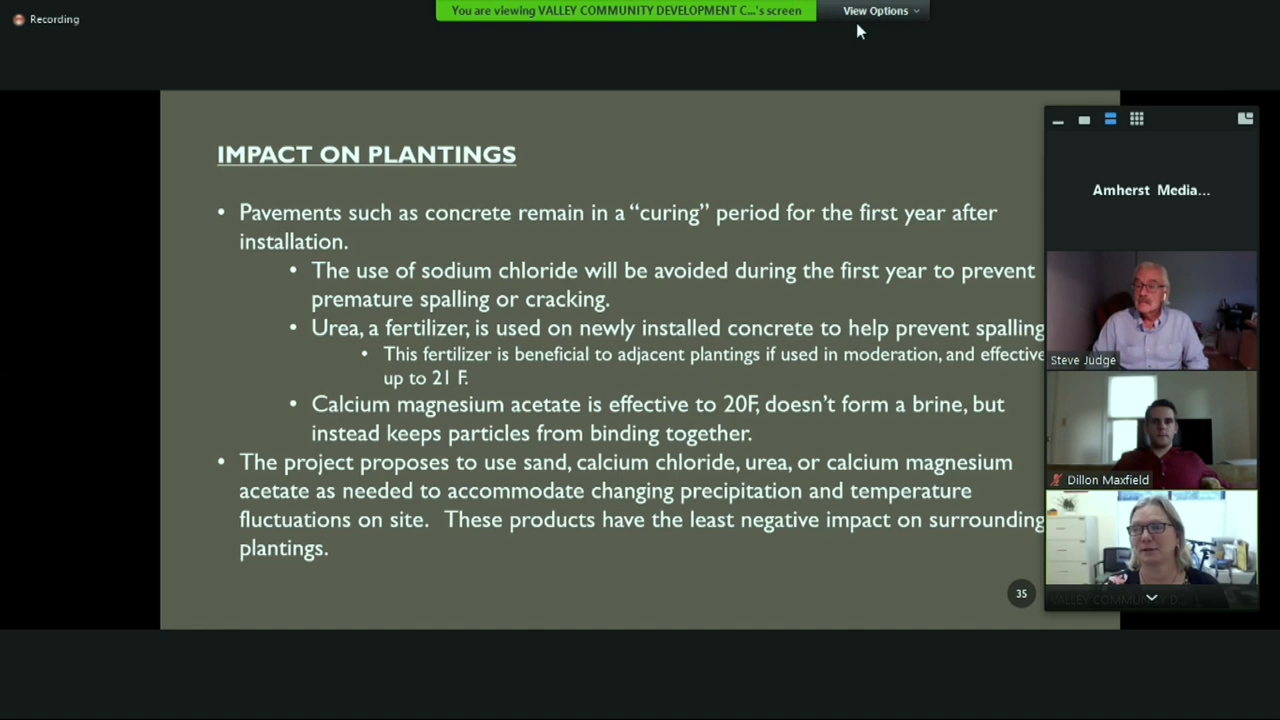 Recording
You are viewing VALLEY COMMUNITY DEVELOPMENT C...'s screen
View Options
IMPACT ON PLANTINGS
• Pavements such as concrete remain in a “curing” period for the first year after
installation.
• The use of sodium chloride will be avoided during the first year to prevent
premature spalling or cracking.
• Urea, a fertilizer, is used on newly installed concrete to help prevent spalling
• This fertilizer is beneficial to adjacent plantings if used in moderation, and effective
up to 21 F.
• Calcium magnesium acetate is effective to 20F, doesn’t form a brine, but
instead keeps particles from binding together.
• The project proposes to use sand, calcium chloride, urea, or calcium magnesium
acetate as needed to accommodate changing precipitation and temperature
fluctuations on site. These products have the least negative impact on surrounding
plantings.
35
Amherst Media...
Steve Judge
Dillon Maxfield
VALLEY COMMUNITY D...